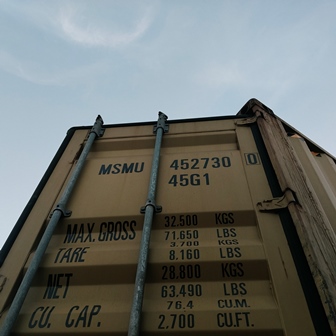 MSMU 452730 0
45G1
MAX. GROSS 32.500 KGS
71.650 LBS
TARE 3.700 KGS
8.160 LBS
NET 28.800 KGS
63.490 LBS
CU. CAP. 76.4 CU.M.
2.700 CU.FT.